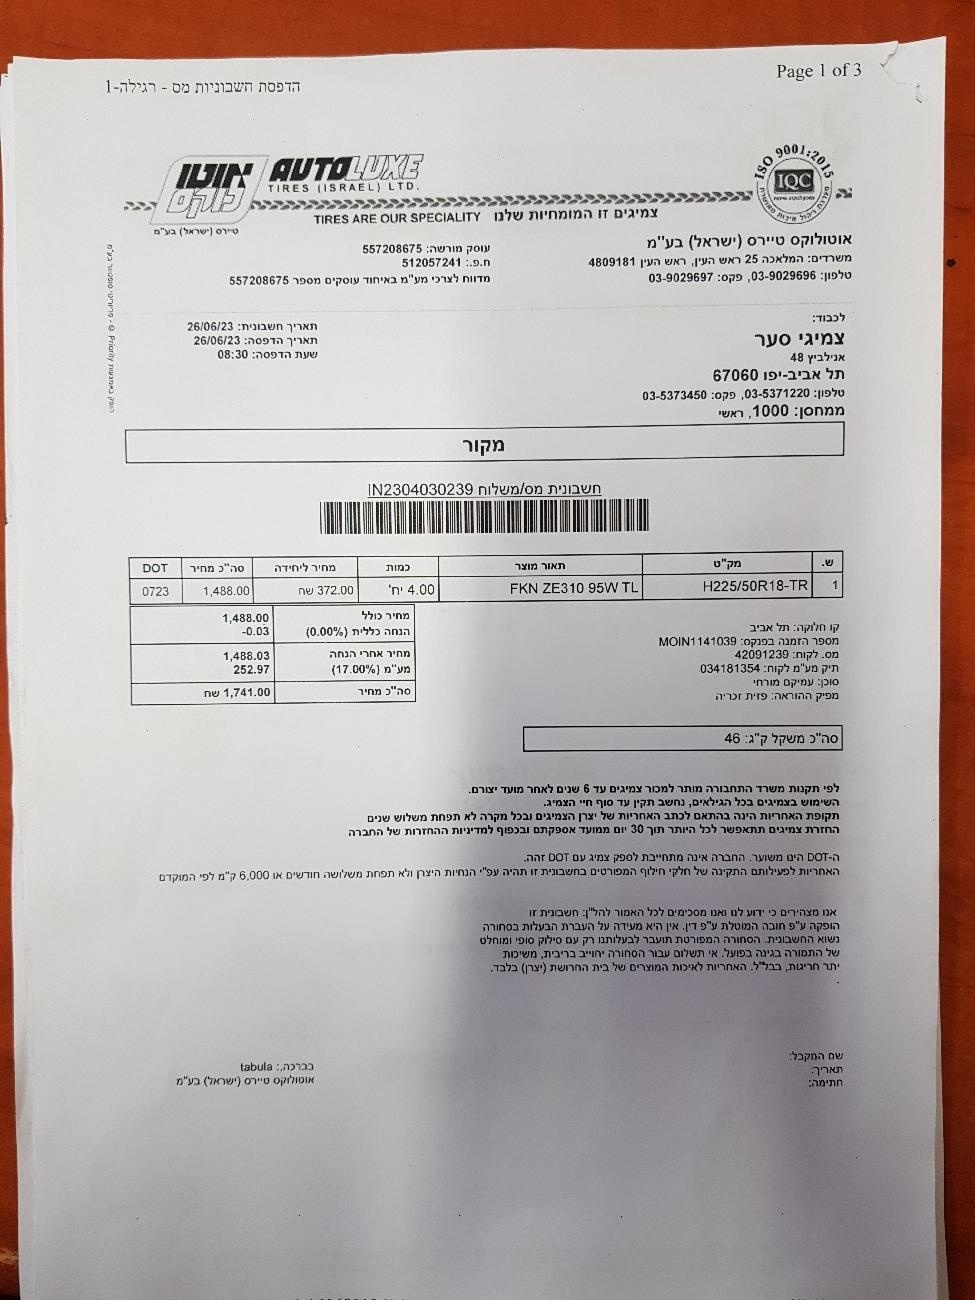 הדפסת חשבוניות מס - רגילה-1
Page 1 of 3
אוטו לוקס
AUTOLUXE
TIRES (ISRAEL) LTD.
TIRES ARE OUR SPECIALITY צמיגים זו המומחיות שלנו
טיירס (ישראל) בע"מ
ISO 9001:2015
IQC
אוטולוקס טיירס (ישראל) בע"מ
משרדים: המלאכה 25 ראש העין, ראש העין 4809181
טלפון: 03-9029696, פקס: 03-9029697
עוסק מורשה: 557208675
ח.פ.: 512057241
מדווח לצרכי מע"מ באיחוד עוסקים מספר 557208675
לכבוד:
צמיגי סער
אנילביץ 48
תל אביב-יפו 67060
טלפון: 03-5371220, פקס: 03-5373450
ממחסן: 1000, ראשי
תאריך חשבונית: 26/06/23
תאריך הדפסה: 26/06/23
שעת הדפסה: 08:30
מקור
חשבונית מס/משלוח IN2304030239
ש. מק"ט תאור מוצר כמות מחיר ליחידה סה"כ מחיר DOT
1 H225/50R18-TR FKN ZE310 95W TL 4.00 יח' 372.00 שח 1,488.00 0723
מחיר כולל 1,488.00
הנחה כללית (0.00%) -0.03
מחיר אחרי הנחה 1,488.03
מע"מ (17.00%) 252.97
סה"כ מחיר 1,741.00 שח
קו חלוקה: תל אביב
מספר הזמנה בפנקס: MOIN1141039
מס. לקוח: 42091239
תיק מע"מ לקוח: 034181354
סוכן: עמיקם מורחי
מפיק ההוראה: פזית זכריה
סה"כ משקל ק"ג: 46
לפי תקנות משרד התחבורה מותר למכור צמיגים עד 6 שנים לאחר מועד יצורם.
השימוש בצמיגים בכל הגילאים, נחשב תקין עד סוף חיי הצמיג.
תקופת האחריות הינה בהתאם לכתב האחריות של יצרן הצמיגים ובכל מקרה לא תפחת משלוש שנים
החזרת צמיגים תתאפשר לכל היותר תוך 30 יום ממועד אספקתם ובכפוף למדיניות ההחזרות של החברה
ה-DOT הינו משוער. החברה אינה מתחייבת לספק צמיג עם DOT זהה.
האחריות לפעילותם התקינה של חלקי חילוף המפורטים בחשבונית זו תהיה עפ"י הנחיות היצרן ולא תפחת משלושה חודשים או 6,000 ק"מ לפי המוקדם
אנו מצהירים כי ידוע לנו ואנו מסכימים לכל האמור להל"ן: חשבונית זו
הופקה ע"פ חובה המוטלת ע"פ דין. אין היא מעידה על העברת הבעלות בסחורה
נשוא החשבונית. הסחורה המפורטת תועבר לבעלותנו רק עם סילוק סופי ומוחלט
של התמורה בגינה בפועל. אי תשלום עבור הסחורה יחוייב בריבית, משיכות
יתר חריגות, בבל"ל. האחריות לאיכות המוצרים של בית החרושת (יצרן) בלבד.
.
שם המקבל:
תאריך:
חתימה:
בברכה,: tabula
אוטולוקס טיירס (ישראל) בע"מ